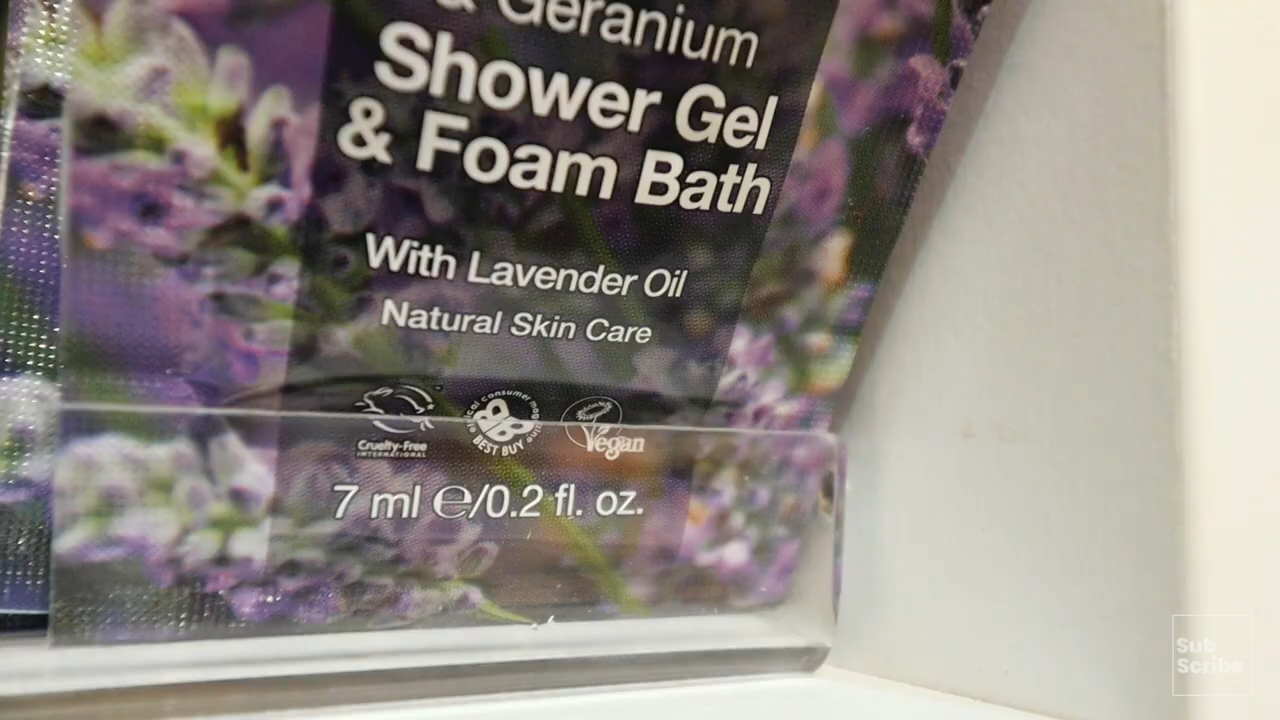 & Geranium
Shower Gel
& Foam Bath
With Lavender Oil
Natural Skin Care
Cruelty-Free
INTERNATIONAL
consumer
BEST BUY
Vegan
7 ml ℮/0.2 fl. oz.
Sub
Scribe